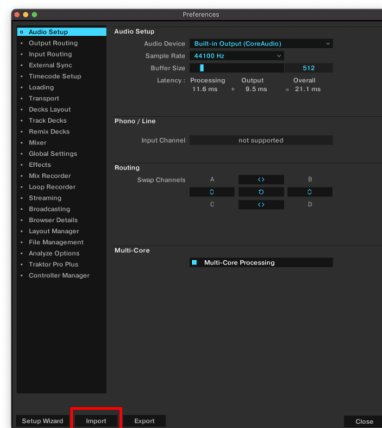 Preferences
Audio Setup
Output Routing
Input Routing
External Sync
Timecode Setup
Loading
Transport
Decks Layout
Track Decks
Remix Decks
Mixer
Global Settings
Effects
Mix Recorder
Loop Recorder
Streaming
Broadcasting
Browser Details
Layout Manager
File Management
Analyze Options
Traktor Pro Plus
Controller Manager
Audio Setup
Audio Device Built-in Output (CoreAudio)
Sample Rate 44100 Hz
Buffer Size 512
Latency : Processing Output Overall
11.6 ms + 9.5 ms = 21.1 ms
Phono / Line
Input Channel not supported
Routing
Swap Channels A B
C D
Multi-Core
Multi-Core Processing
Setup Wizard Import Export Close